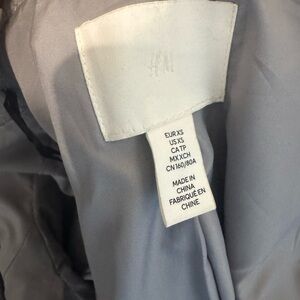 H&M
EUR XS
US XS
CA TP
MX XCH
CN 160/80A
MADE IN
CHINA
FABRIQUÉ EN
CHINE